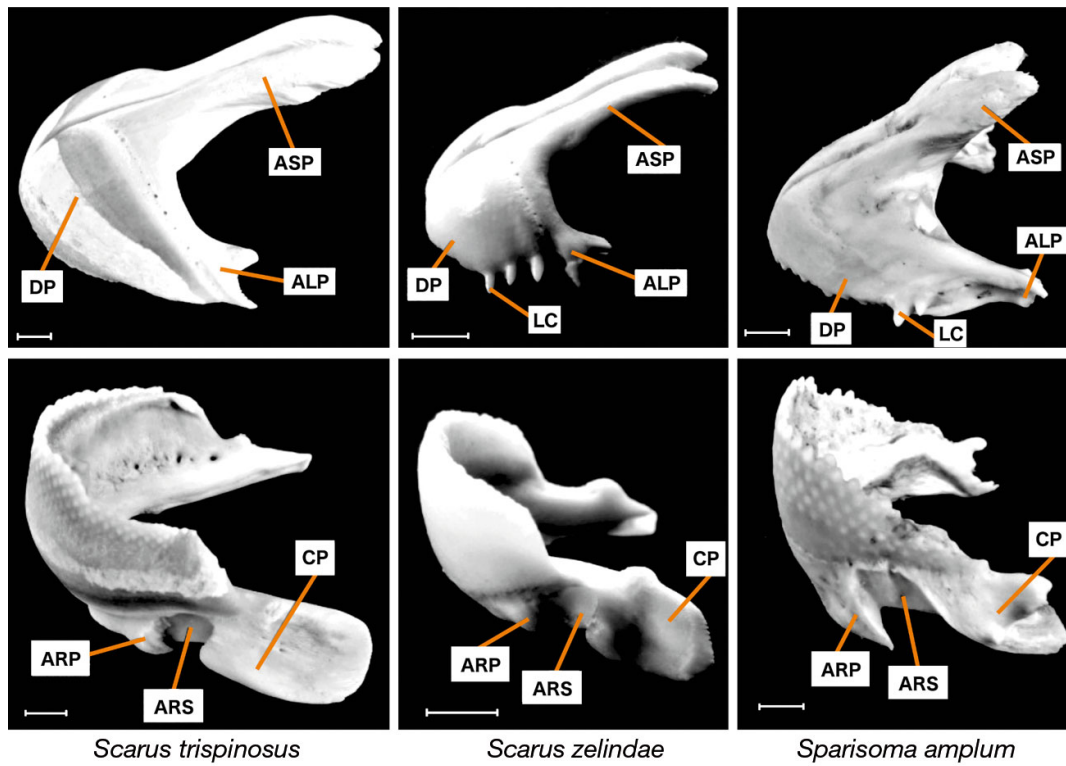 ASP
DP
ALP
ASP
DP
ALP
LC
ASP
ALP
DP
LC
CP
ARP
ARS
CP
ARP
ARS
CP
ARP
ARS
Scarus trispinosus
Scarus zelindae
Sparisoma amplum